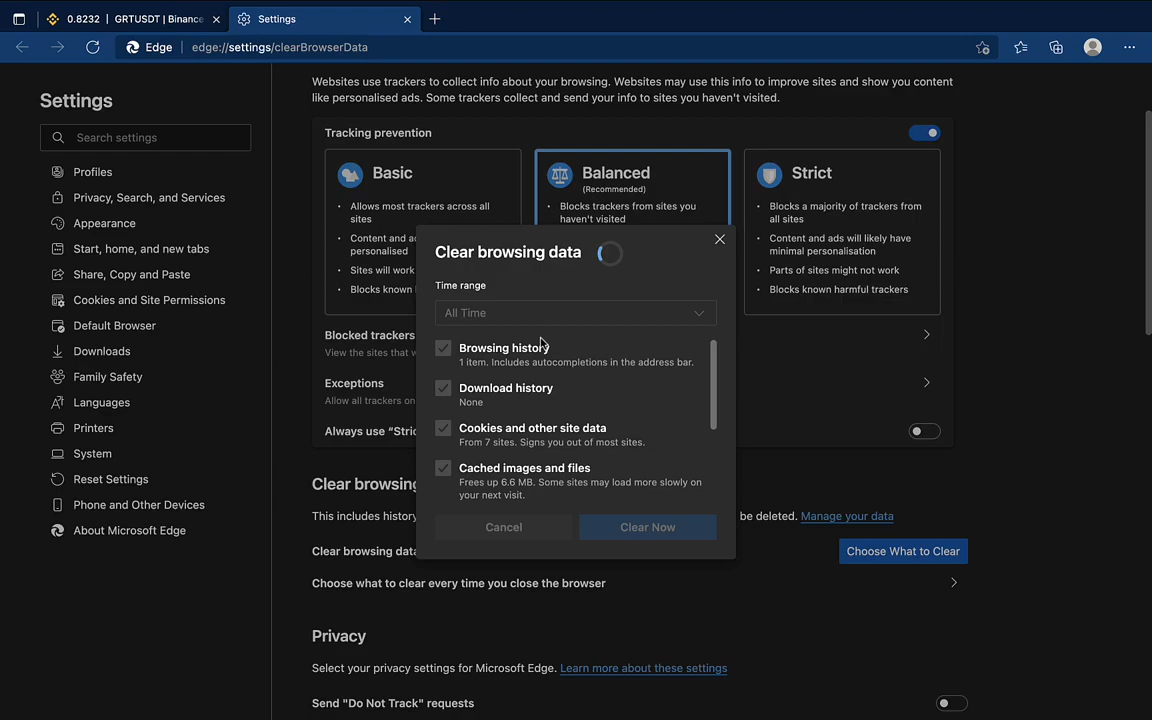 0.8232 | GRTUSDT | Binance
Settings
Edge
edge://settings/clearBrowserData
Settings
Search settings
Profiles
Privacy, Search, and Services
Appearance
Start, home, and new tabs
Share, Copy and Paste
Cookies and Site Permissions
Default Browser
Downloads
Family Safety
Languages
Printers
System
Reset Settings
Phone and Other Devices
About Microsoft Edge
Websites use trackers to collect info about your browsing. Websites may use this info to improve sites and show you content
like personalised ads. Some trackers collect and send your info to sites you haven't visited.
Tracking prevention
Basic
• Allows most trackers across all
sites
• Content and a
personalised
• Sites will work
• Blocks known
Balanced
(Recommended)
• Blocks trackers from sites you
haven't visited
Strict
• Blocks a majority of trackers from
all sites
• Content and ads will likely have
minimal personalisation
• Parts of sites might not work
• Blocks known harmful trackers
Blocked trackers
View the sites that w
Exceptions
Allow all trackers on
Always use "Stric
Clear browsing data
Time range
All Time
Browsing history
1 item. Includes autocompletions in the address bar.
Download history
None
Cookies and other site data
From 7 sites. Signs you out of most sites.
Cached images and files
Frees up 6.6 MB. Some sites may load more slowly on
your next visit.
Cancel
Clear Now
Clear browsing
This includes history
be deleted. Manage your data
Clear browsing data
Choose What to Clear
Choose what to clear every time you close the browser
Privacy
Select your privacy settings for Microsoft Edge. Learn more about these settings
Send "Do Not Track" requests